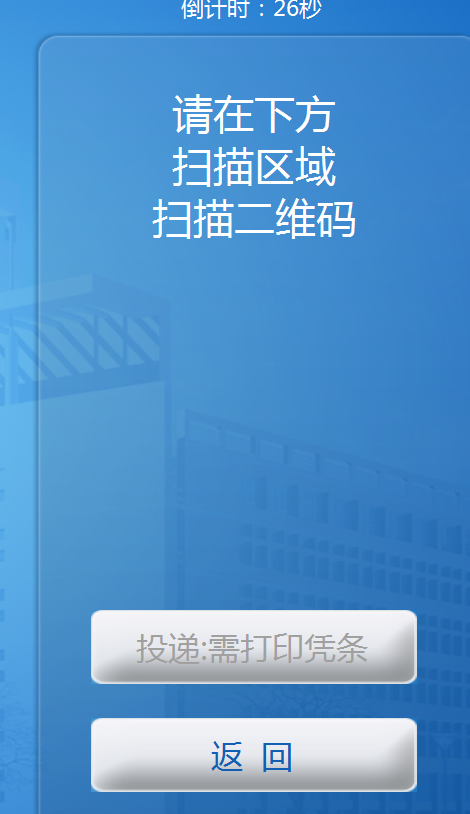 倒计时：26秒
请在下方
扫描区域
扫描二维码
投递:需打印凭条
返 回